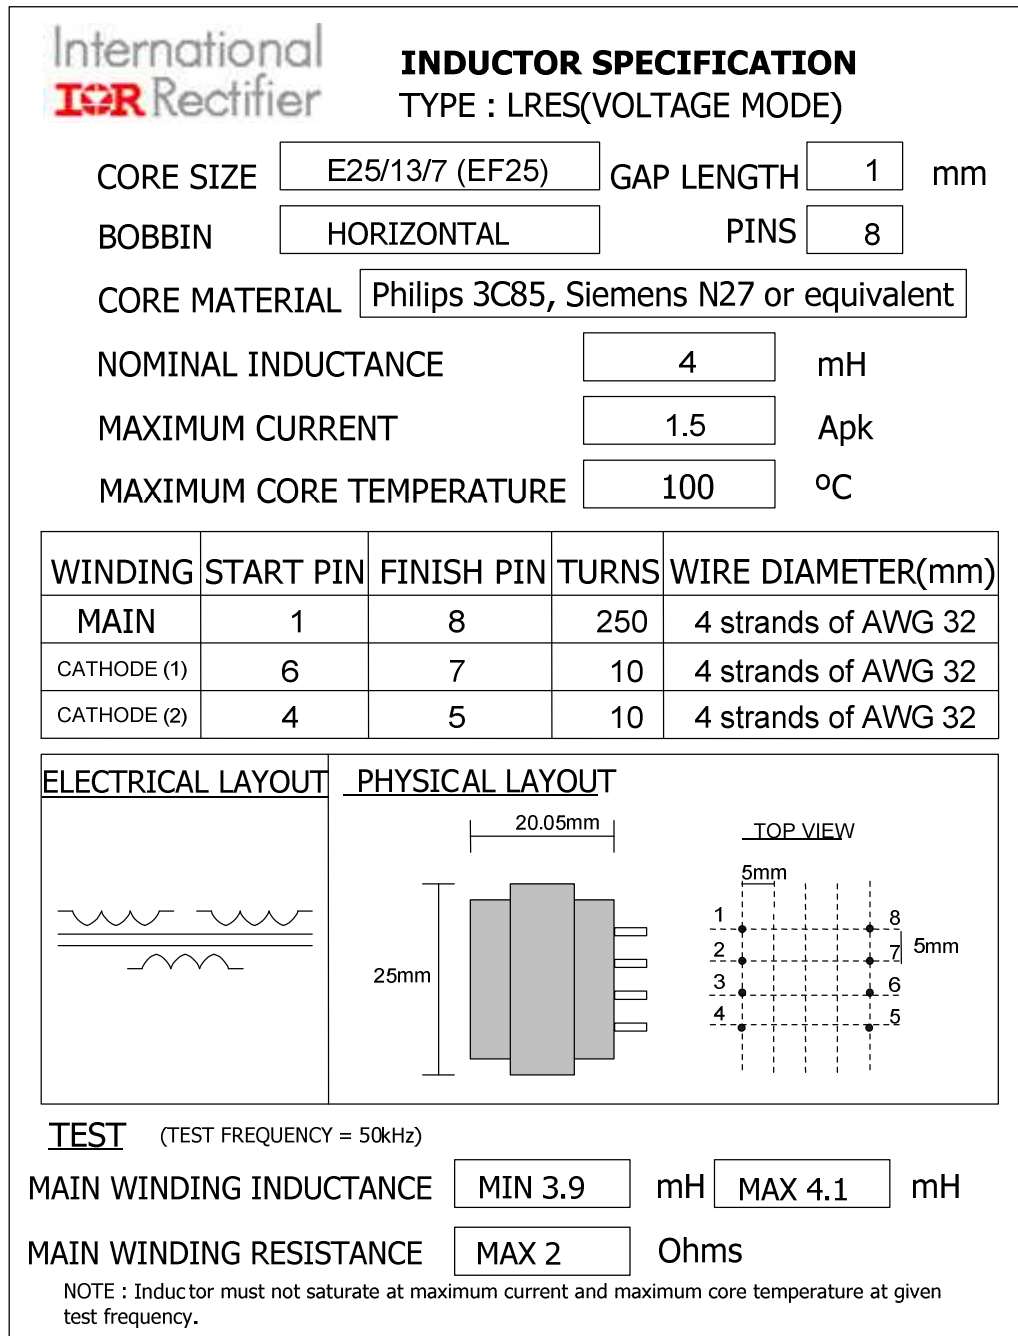 International
IOR Rectifier
INDUCTOR SPECIFICATION
TYPE : LRES(VOLTAGE MODE)
CORE SIZE E25/13/7 (EF25) GAP LENGTH 1 mm
BOBBIN HORIZONTAL PINS 8
CORE MATERIAL Philips 3C85, Siemens N27 or equivalent
NOMINAL INDUCTANCE 4 mH
MAXIMUM CURRENT 1.5 Apk
MAXIMUM CORE TEMPERATURE 100 ºC
WINDING START PIN FINISH PIN TURNS WIRE DIAMETER(mm)
MAIN 1 8 250 4 strands of AWG 32
CATHODE (1) 6 7 10 4 strands of AWG 32
CATHODE (2) 4 5 10 4 strands of AWG 32
ELECTRICAL LAYOUT PHYSICAL LAYOUT
20.05mm
TOP VIEW
5mm
25mm
1 8
2 7 5mm
3 6
4 5
TEST (TEST FREQUENCY = 50kHz)
MAIN WINDING INDUCTANCE MIN 3.9 mH MAX 4.1 mH
MAIN WINDING RESISTANCE MAX 2 Ohms
NOTE : Inductor must not saturate at maximum current and maximum core temperature at given
test frequency.